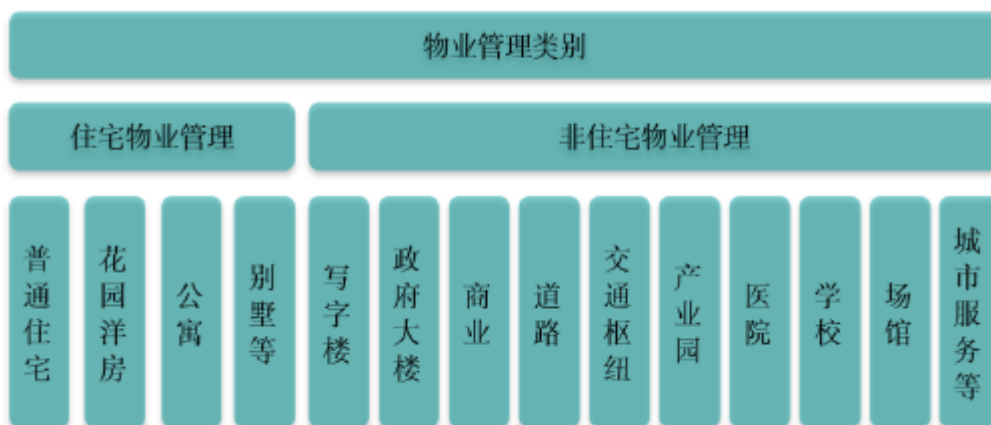 物业管理类别
住宅物业管理
非住宅物业管理
普通住宅
花园洋房
公寓
别墅等
写字楼
政府大楼
商业
道路
交通枢纽
产业园
医院
学校
场馆
城市服务等